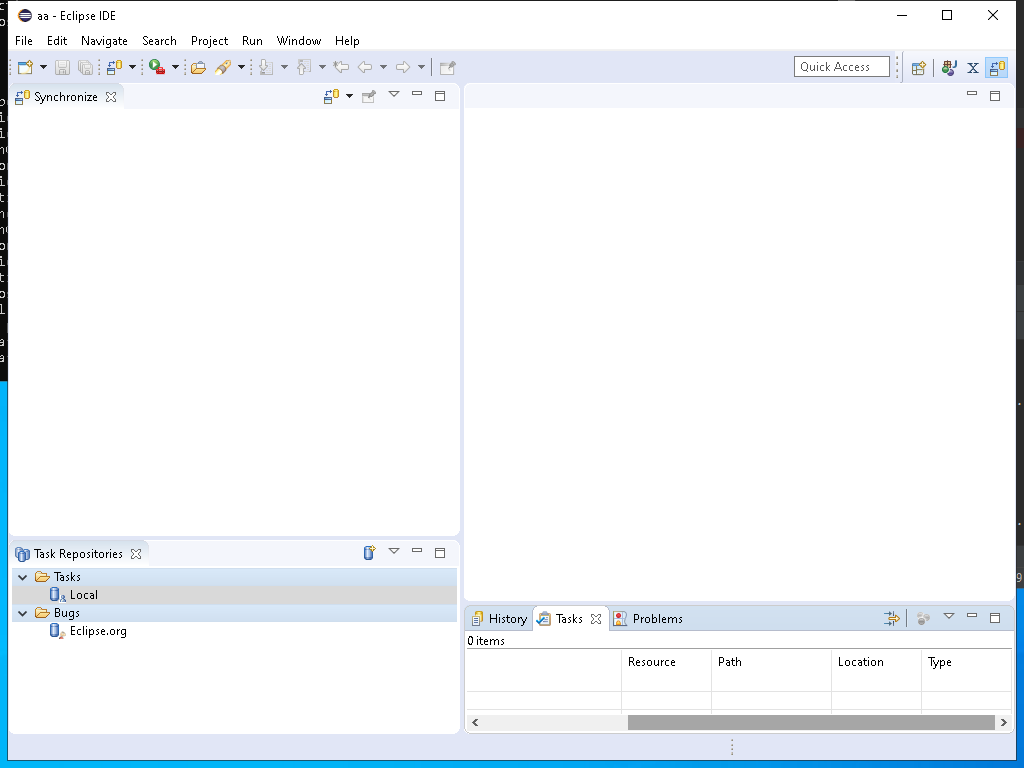 aa - Eclipse IDE
File Edit Navigate Search Project Run Window Help
Quick Access
Synchronize
Task Repositories
Tasks
Local
Bugs
Eclipse.org
History Tasks Problems
0 items
Resource Path Location Type